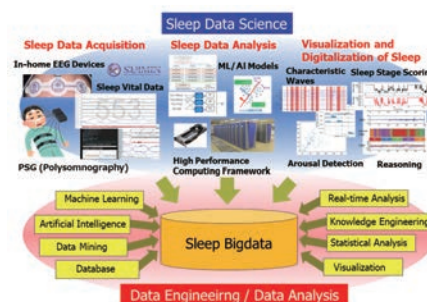 Sleep Data Science
Sleep Data Acquisition
Sleep Data Analysis
Visualization and
Digitalization of Sleep
In-home EEG Devices
Sleep Vital Data
PSG (Polysomnography)
ML/AI Models
High Performance
Computing Framework
Characteristic
Waves
Sleep Stage Scoring
Arousal Detection
Reasoning
Machine Learning
Artificial Intelligence
Data Mining
Database
Sleep Bigdata
Real-time Analysis
Knowledge Engineering
Statistical Analysis
Visualization
Data Engineeirng / Data Analysis